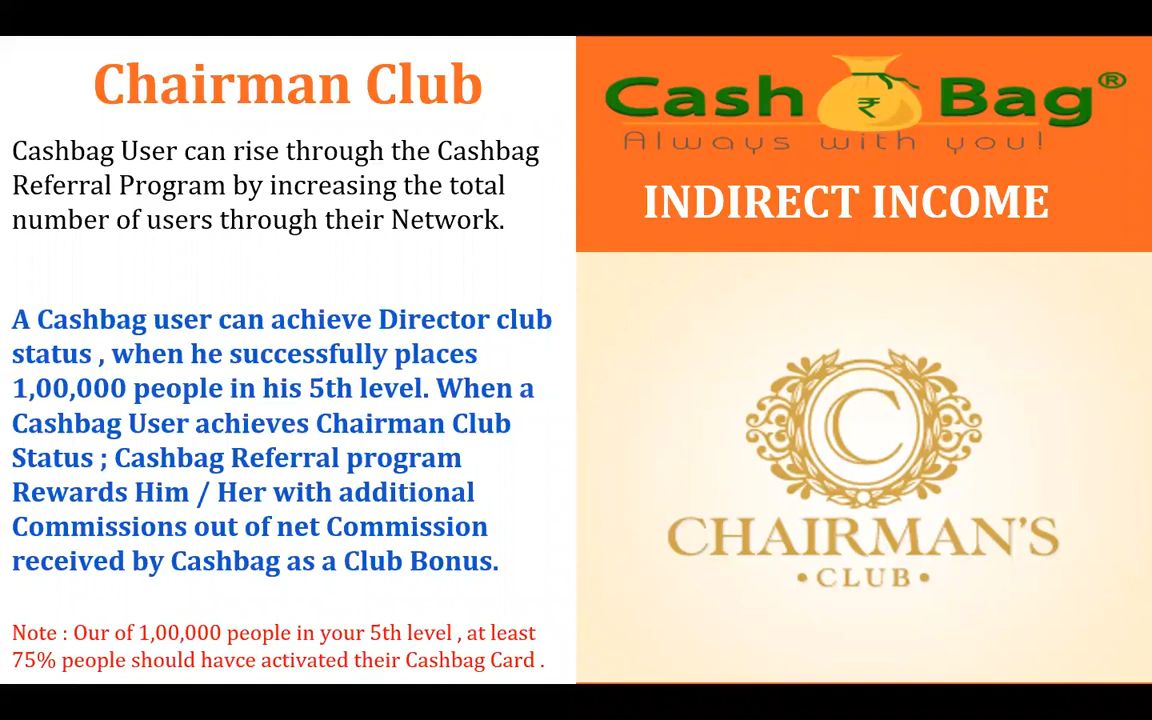 Chairman Club
Cashbag User can rise through the Cashbag
Referral Program by increasing the total
number of users through their Network.
A Cashbag user can achieve Director club
status , when he successfully places
1,00,000 people in his 5th level. When a
Cashbag User achieves Chairman Club
Status ; Cashbag Referral program
Rewards Him / Her with additional
Commissions out of net Commission
received by Cashbag as a Club Bonus.
Note : Our of 1,00,000 people in your 5th level , at least
75% people should havce activated their Cashbag Card .
Cash ₹ Bag®
Always with you!
INDIRECT INCOME
C
CHAIRMAN'S
•CLUB•